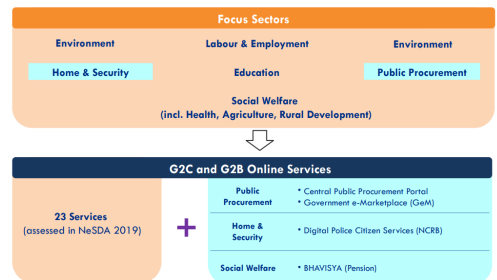 Focus Sectors
Environment Labour & Employment Environment
Home & Security Education Public Procurement
Social Welfare
(incl. Health, Agriculture, Rural Development)
G2C and G2B Online Services
23 Services
(assessed in NeSDA 2019)
+
Public
Procurement
• Central Public Procurement Portal
• Government e-Marketplace (GeM)
Home &
Security
• Digital Police Citizen Services (NCRB)
Social Welfare • BHAVISYA (Pension)